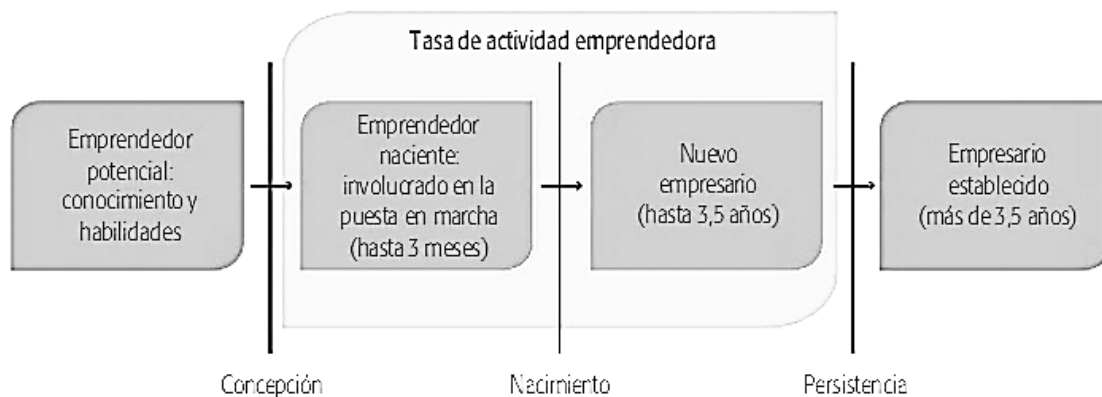 Tasa de actividad emprendedora
Emprendedor
potencial:
conocimiento y
habilidades
Emprendedor
naciente:
involucrado en la
puesta en marcha
(hasta 3 meses)
Nuevo
empresario
(hasta 3,5 años)
Empresario
establecido
(más de 3,5 años)
Concepción
Nacimiento
Persistencia